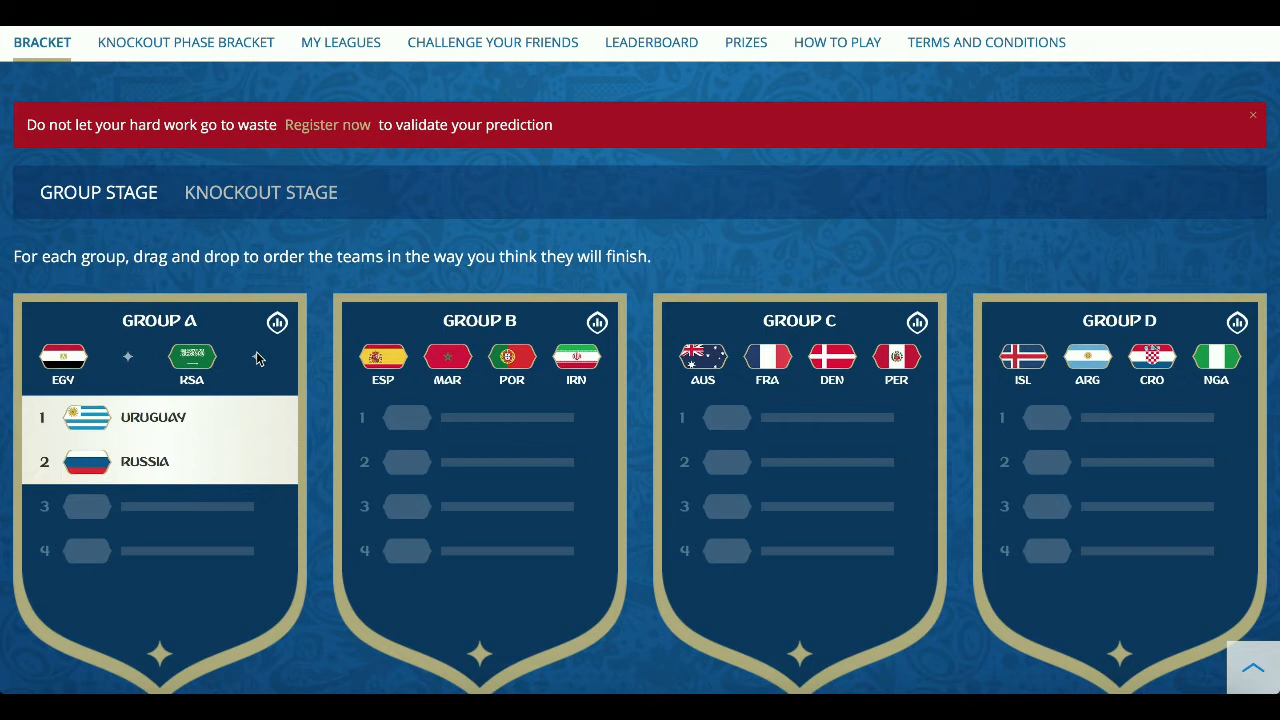 BRACKET KNOCKOUT PHASE BRACKET MY LEAGUES CHALLENGE YOUR FRIENDS LEADERBOARD PRIZES HOW TO PLAY TERMS AND CONDITIONS
Do not let your hard work go to waste Register now to validate your prediction ×
GROUP STAGE KNOCKOUT STAGE
For each group, drag and drop to order the teams in the way you think they will finish.
GROUP A
EGY KSA
1 URUGUAY
2 RUSSIA
3
4
GROUP B
ESP MAR POR IRN
1
2
3
4
GROUP C
AUS FRA DEN PER
1
2
3
4
GROUP D
ISL ARG CRO NGA
1
2
3
4